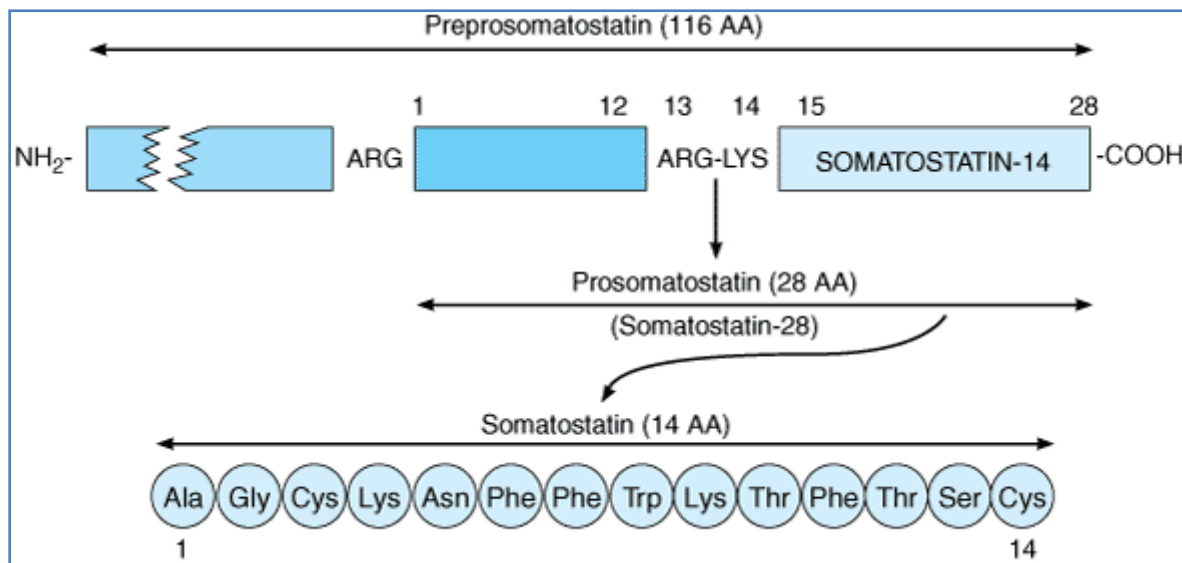 Preprosomatostatin (116 AA)
1 12 13 14 15 28
NH2- ARG ARG-LYS SOMATOSTATIN-14 -COOH
Prosomatostatin (28 AA)
(Somatostatin-28)
Somatostatin (14 AA)
Ala Gly Cys Lys Asn Phe Phe Trp Lys Thr Phe Thr Ser Cys
1 14